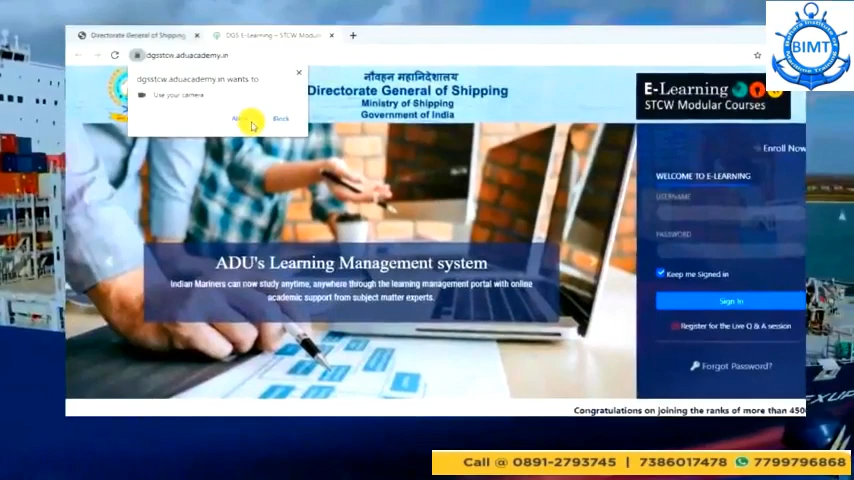 Directorate General of Shipping
DGS E-Learning – STCW Modular
dgsstcw.aduacademy.in
dgsstcw.aduacademy.in wants to
Use your camera
Block
नौवहन महानिदेशालय
Directorate General of Shipping
Ministry of Shipping
Government of India
E-Learning
STCW Modular Courses
BIMT
Enroll Now
WELCOME TO E-LEARNING
USERNAME
PASSWORD
Keep me Signed in
Sign In
Register for the Live Q & A session
Forgot Password?
ADU's Learning Management system
Indian Mariners can now study anytime, anywhere through the learning management portal with online
academic support from subject matter experts.
Congratulations on joining the ranks of more than 450
Call @ 0891-2793745 | 7386017478 7799796868